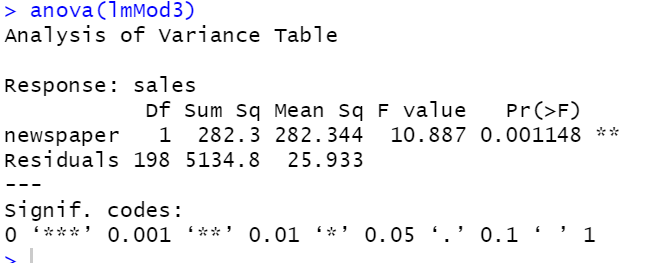 > anova(lmMod3)
Analysis of Variance Table
Response: sales
Df Sum Sq Mean Sq F value Pr(>F)
newspaper 1 282.3 282.344 10.887 0.001148 **
Residuals 198 5134.8 25.933
---
Signif. codes:
0 ‘***’ 0.001 ‘**’ 0.01 ‘*’ 0.05 ‘.’ 0.1 ‘ ’ 1
>